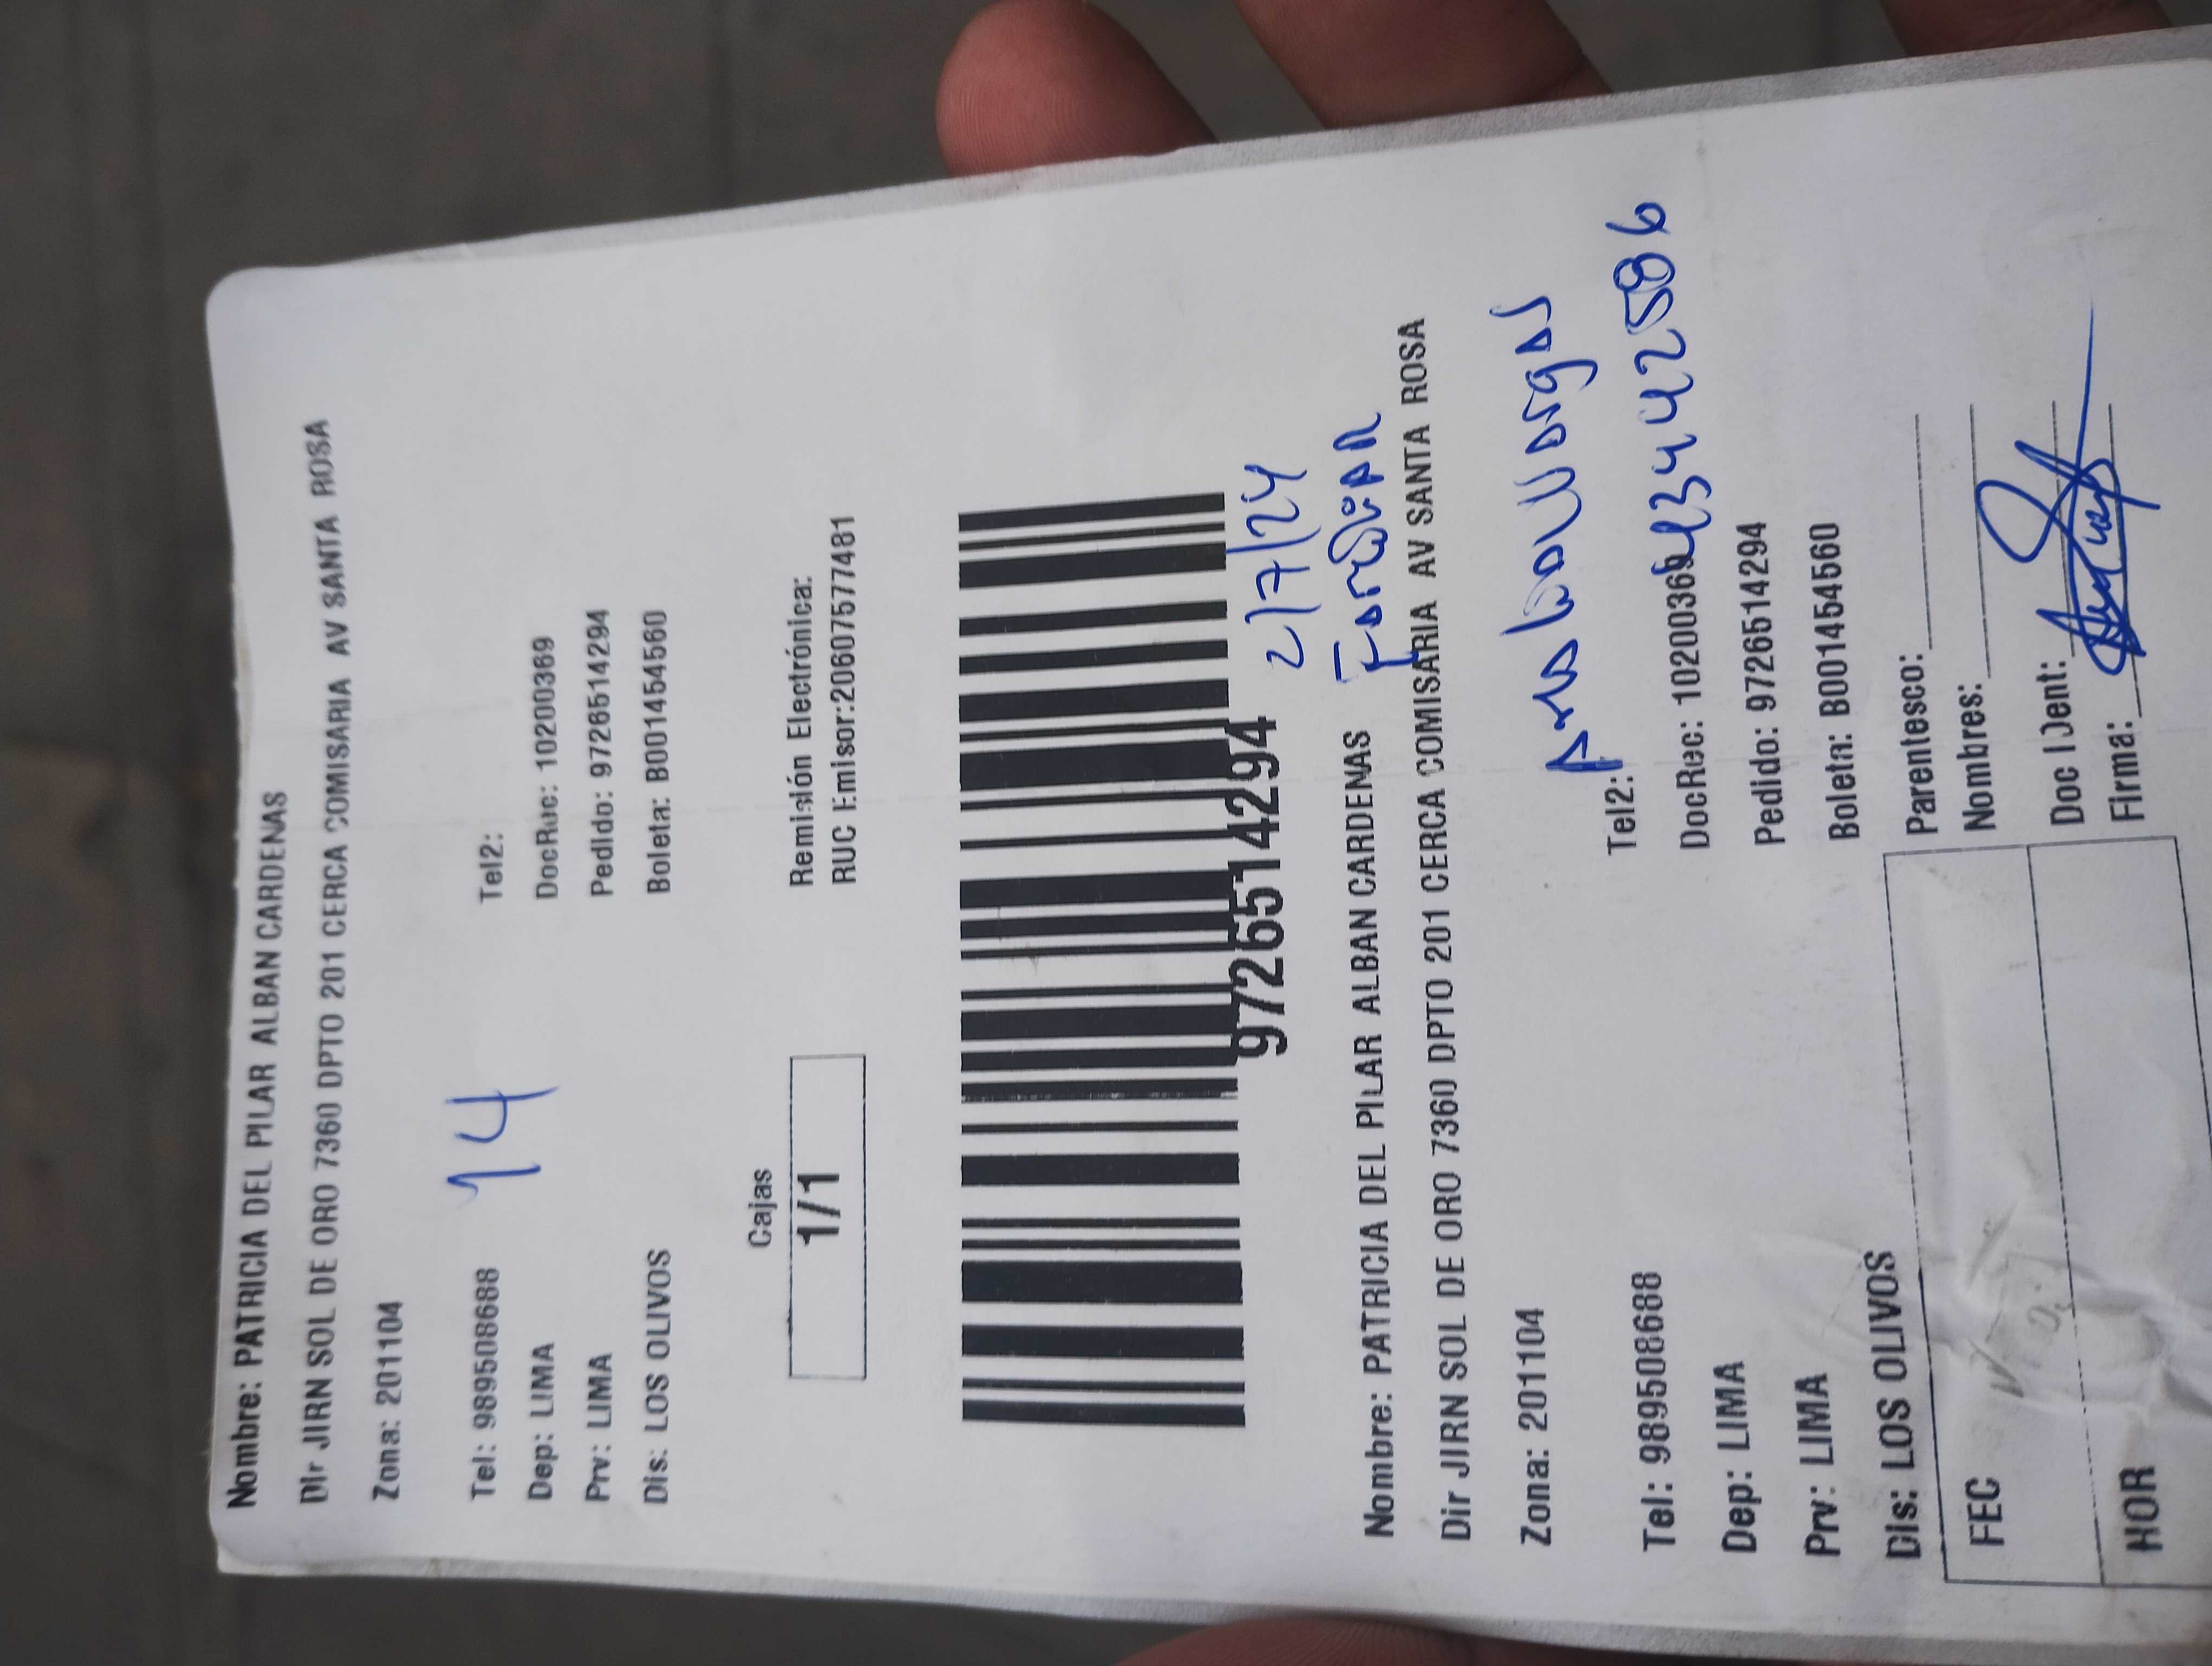 Nombre: PATRICIA DEL PILAR ALBAN CARDENAS
Dir JIRN SOL DE ORO 7360 DPTO 201 CERCA COMISARIA AV SANTA ROSA
Zona: 201104
14
Tel: 989508688 Tel2:
Dep: LIMA DocRec: 10200369
Prv: LIMA Pedido: 9726514294
Dis: LOS OLIVOS Boleta: B001454560
Cajas Remisión Electrónica:
1/1 RUC Emisor:20607577481
9726514294 2/7/24
Nombre: PATRICIA DEL PILAR ALBAN CARDENAS
Dir JIRN SOL DE ORO 7360 DPTO 201 CERCA COMISARIA AV SANTA ROSA
Zona: 201104
Tel: 989508688 Tel2:
Dep: LIMA DocRec: 10200369
Prv: LIMA Pedido: 9726514294
Dis: LOS OLIVOS Boleta: B001454560
FEC Parentesco:
Nombres:
HOR Doc IDent:
Firma: